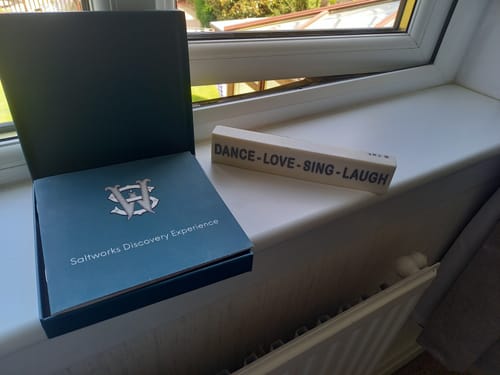 Saltworks Discovery Experience
DANCE - LOVE - SING - LAUGH